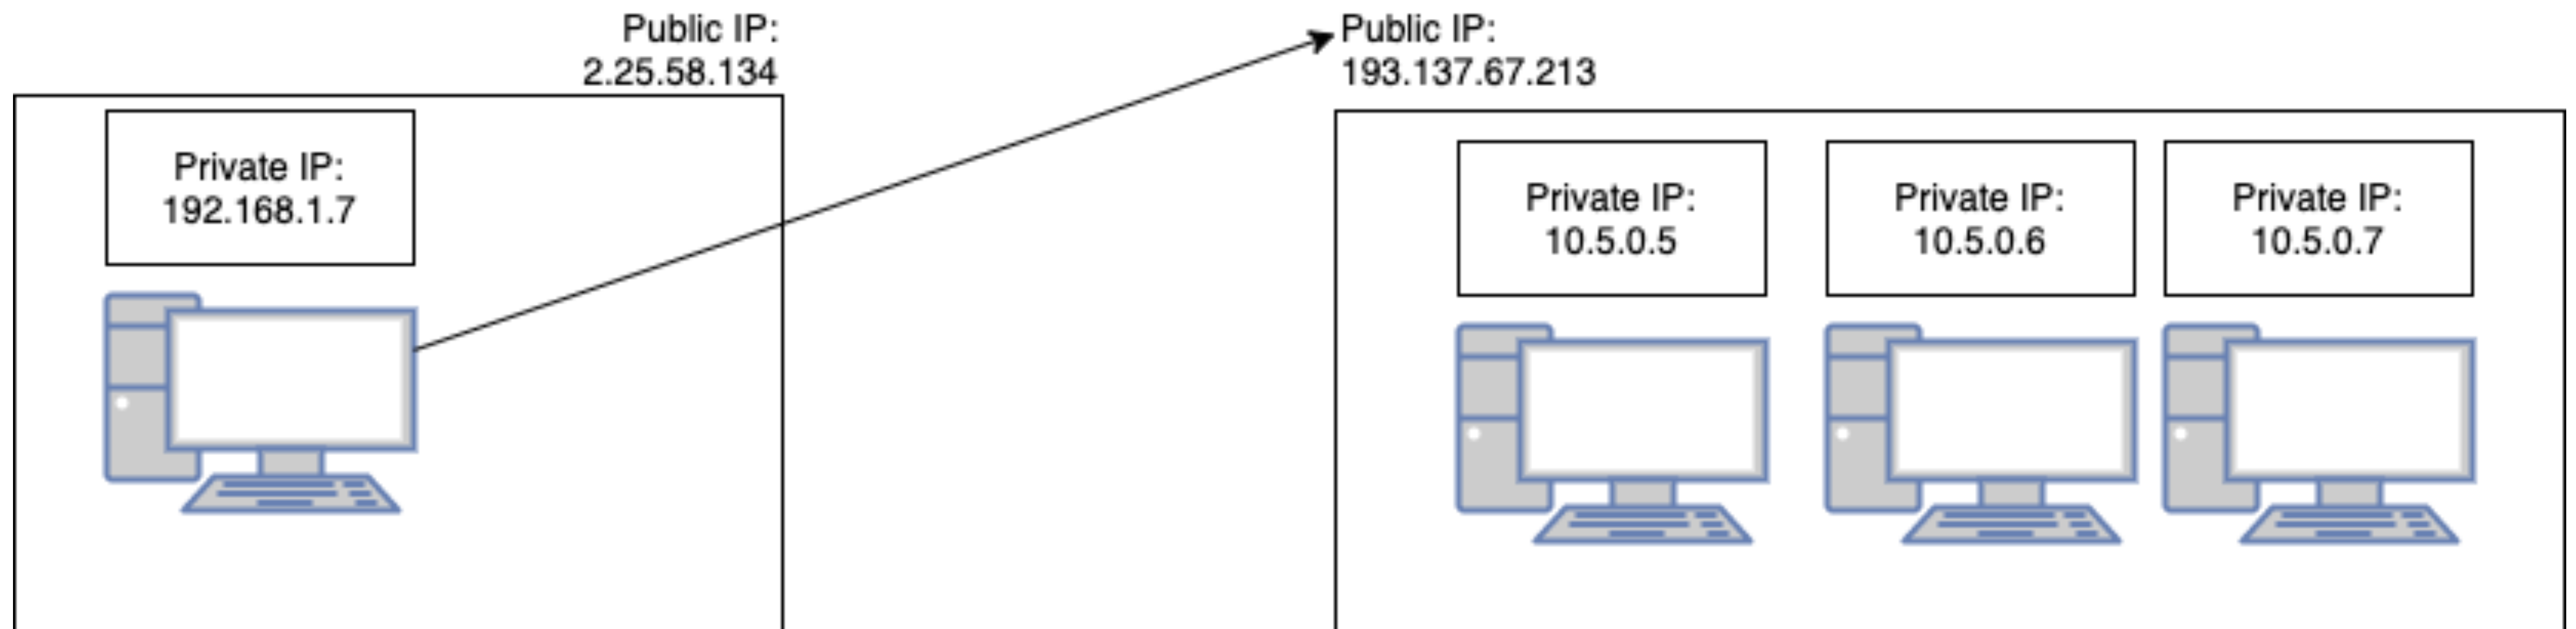 Public IP:
2.25.58.134
Public IP:
193.137.67.213
Private IP:
192.168.1.7
Private IP:
10.5.0.5
Private IP:
10.5.0.6
Private IP:
10.5.0.7